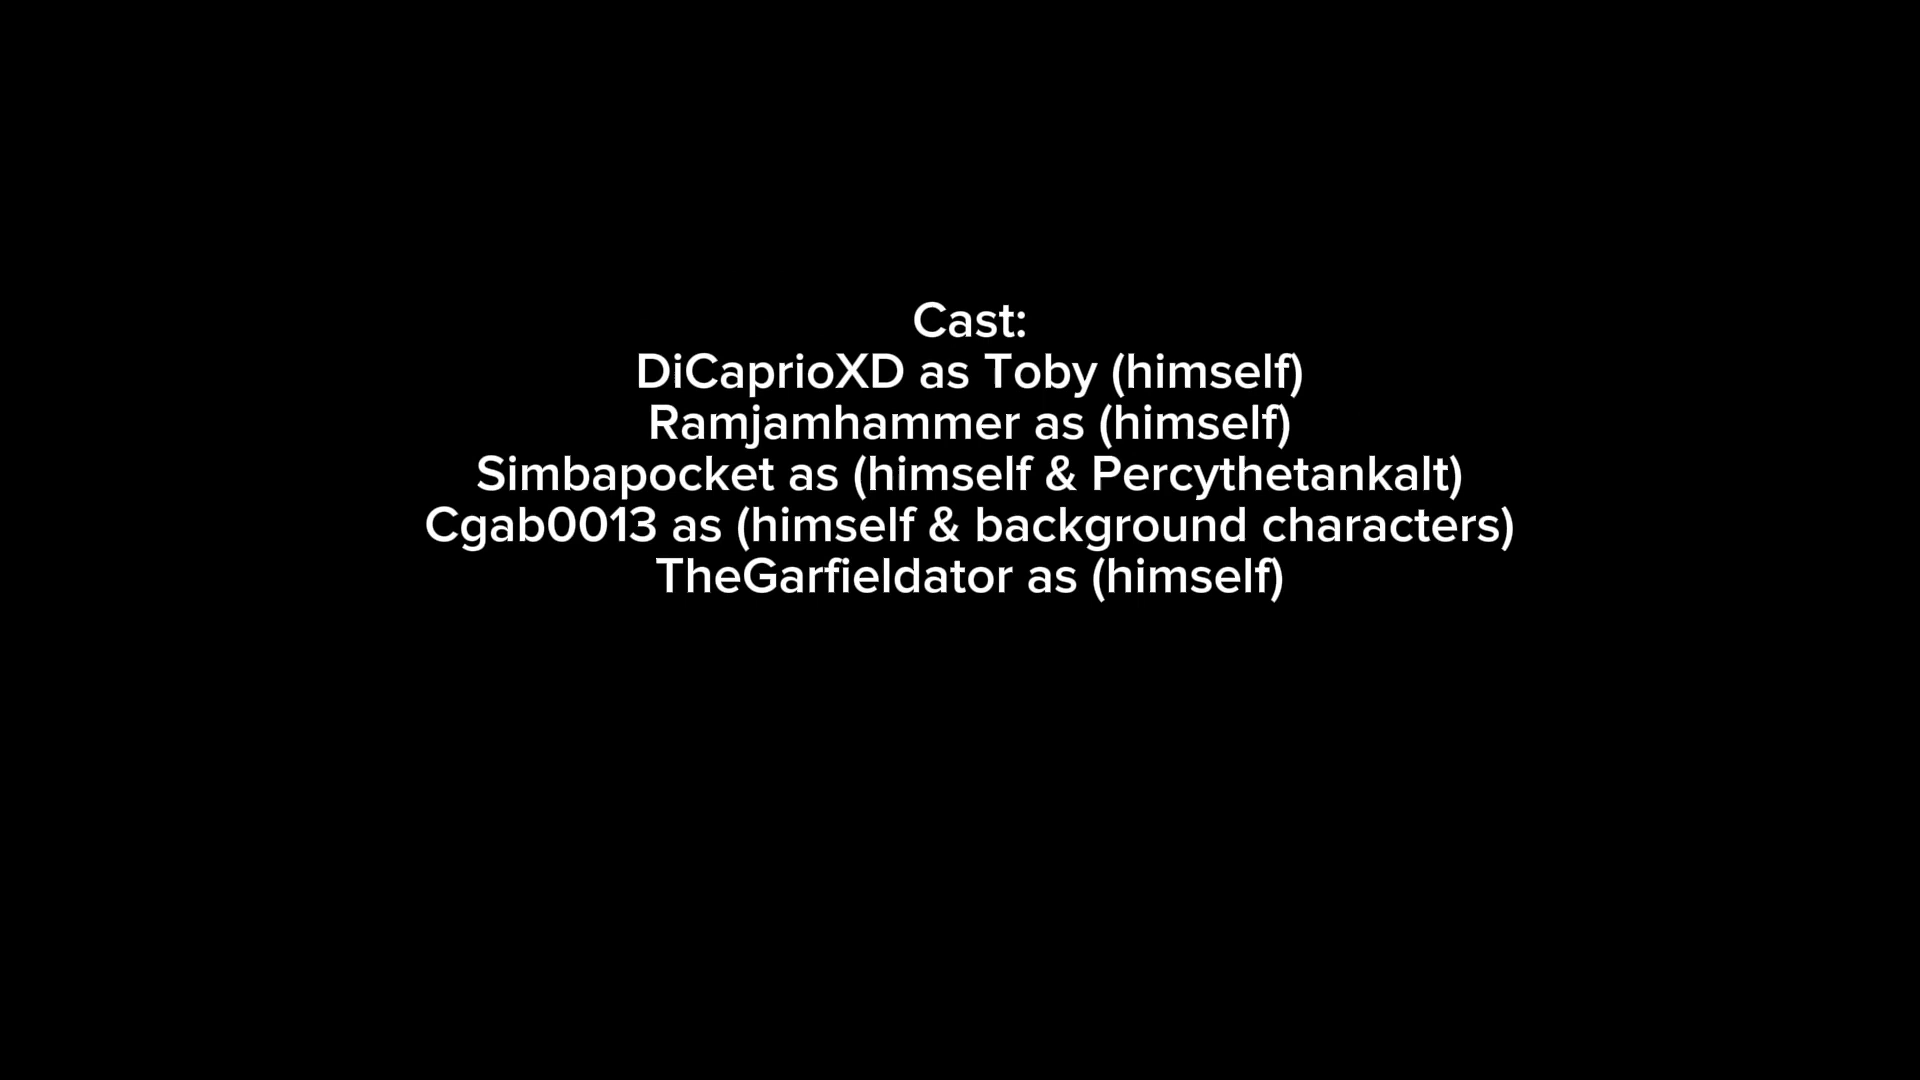 Cast:
DiCaprioXD as Toby (himself)
Ramjamhammer as (himself)
Simbapocket as (himself & Percythetankalt)
Cgab0013 as (himself & background characters)
TheGarfieldator as (himself)